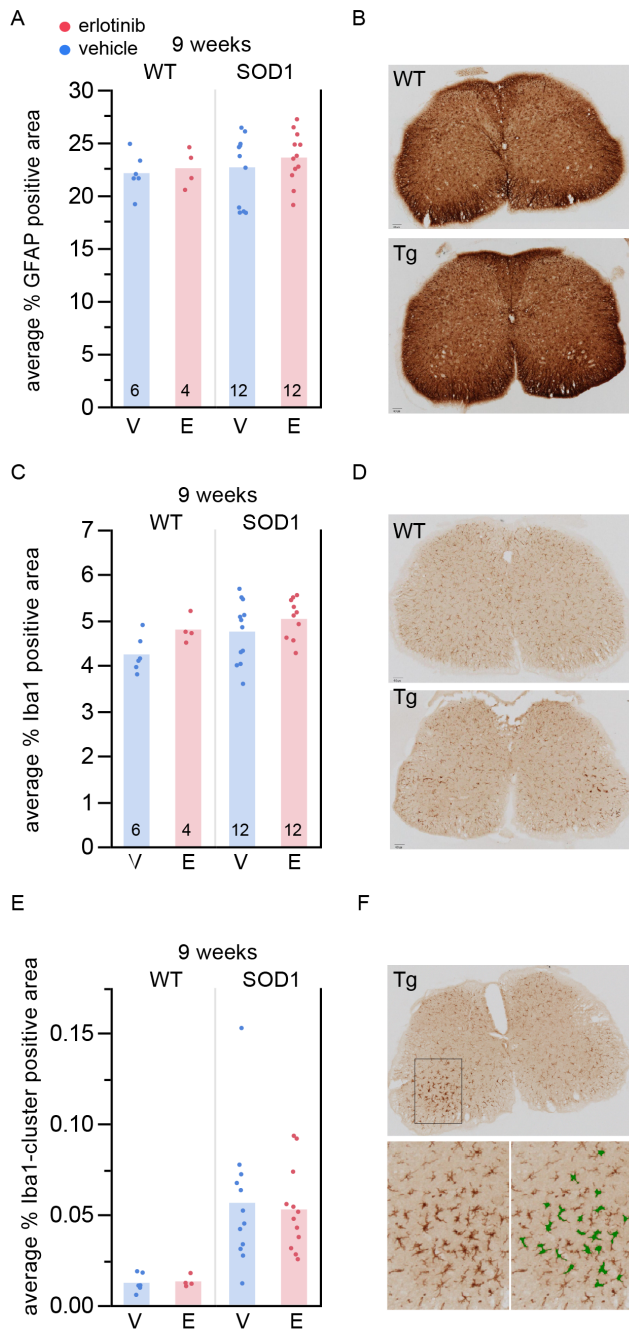 A
erlotinib
vehicle
9 weeks
WT SOD1
average % GFAP positive area
30
25
20
15
10
5
0
6 4 12 12
V E V E
B
WT
Tg
C
9 weeks
WT SOD1
average % Iba1 positive area
7
6
5
4
3
2
1
0
6 4 12 12
V E V E
D
WT
Tg
E
9 weeks
WT SOD1
average % Iba1-cluster positive area
0.15
0.10
0.05
0.00
V E V E
F
Tg